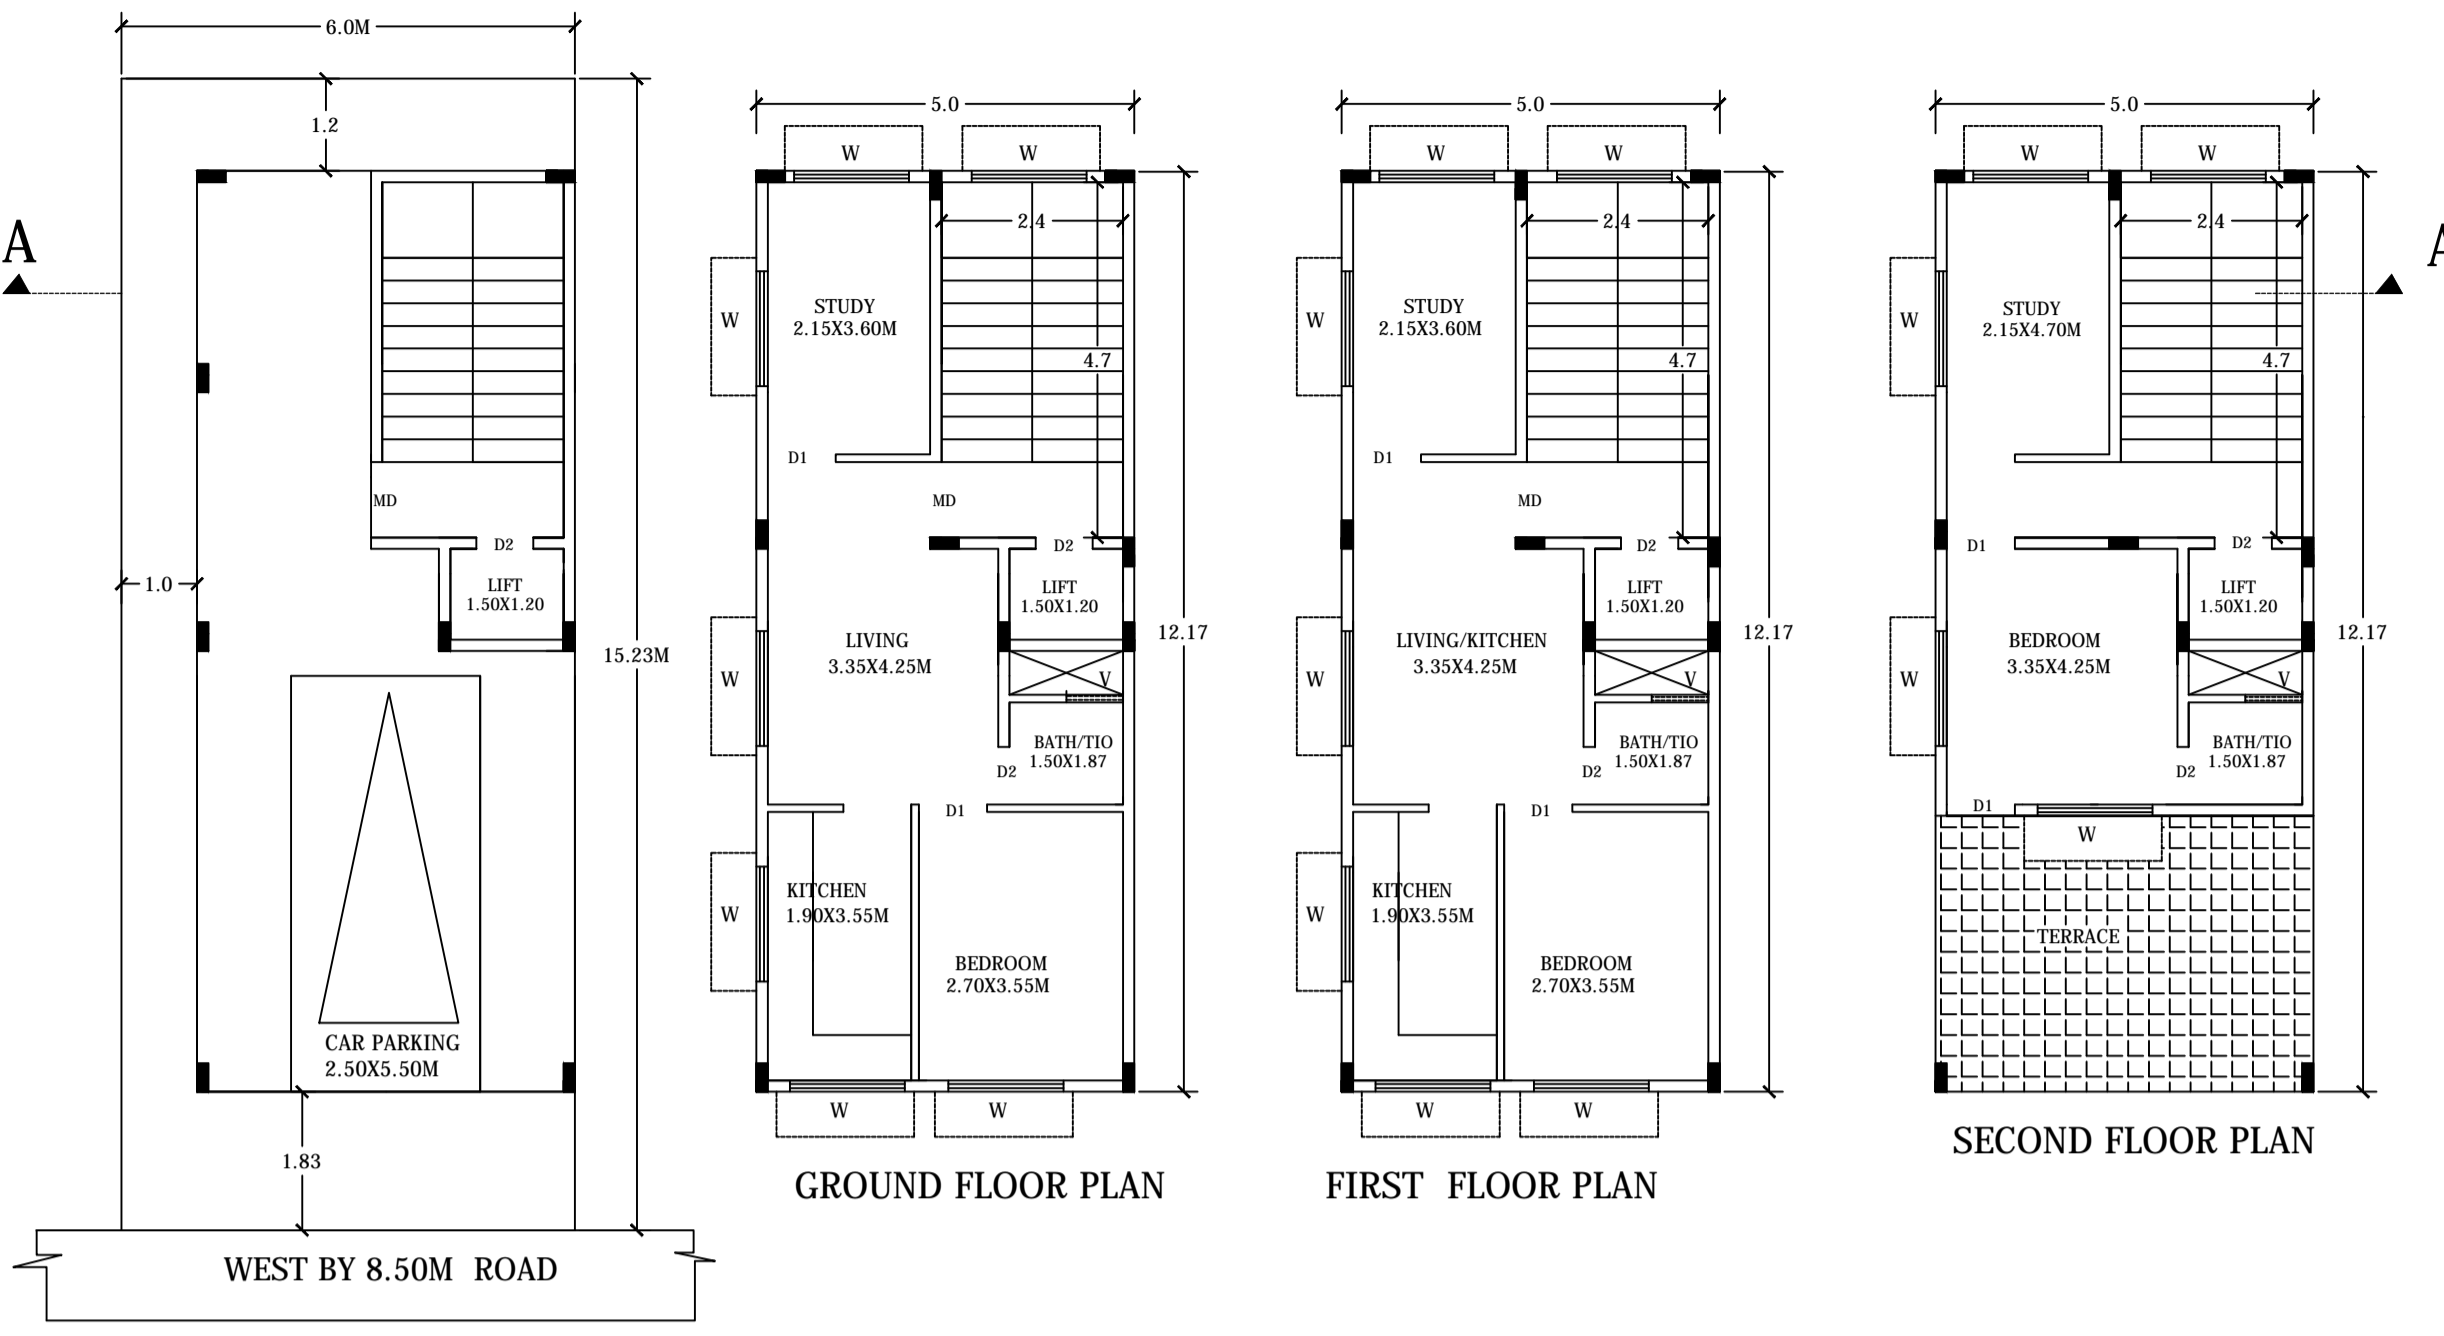 6.0M
1.2
A
MD
D2
LIFT
1.50X1.20
1.0
15.23M
CAR PARKING
2.50X5.50M
1.83
WEST BY 8.50M ROAD
5.0
W
W
2.4
W
STUDY
2.15X3.60M
4.7
D1
MD
D2
LIFT
1.50X1.20
12.17
LIVING
3.35X4.25M
W
V
BATH/TIO
1.50X1.87
D2
D1
KITCHEN
1.90X3.55M
W
BEDROOM
2.70X3.55M
W
W
GROUND FLOOR PLAN
5.0
W
W
2.4
W
STUDY
2.15X3.60M
4.7
D1
MD
D2
LIFT
1.50X1.20
12.17
LIVING/KITCHEN
3.35X4.25M
W
V
BATH/TIO
1.50X1.87
D2
D1
KITCHEN
1.90X3.55M
W
BEDROOM
2.70X3.55M
W
W
FIRST FLOOR PLAN
5.0
W
W
2.4
A
W
STUDY
2.15X4.70M
4.7
D1
D2
LIFT
1.50X1.20
12.17
BEDROOM
3.35X4.25M
W
V
BATH/TIO
1.50X1.87
D2
D1
W
TERRACE
SECOND FLOOR PLAN